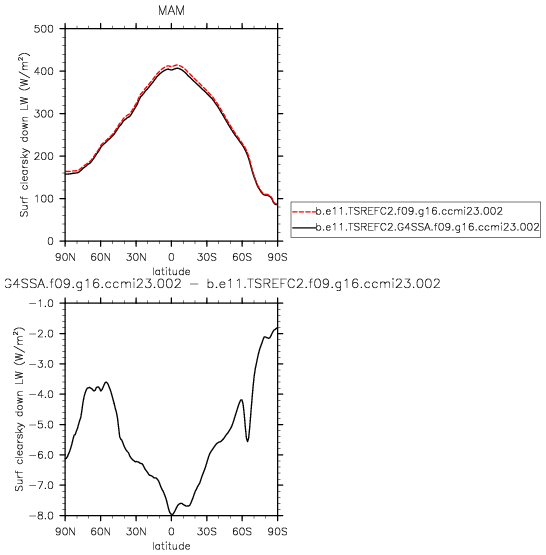 MAM
500
400
300
200
100
0
Surf clearsky down LW (W/m²)
90N 60N 30N 0 30S 60S 90S
latitude
b.e11.TSREFC2.f09.g16.ccmi23.002
b.e11.TSREFC2.G4SSA.f09.g16.ccmi23.002
G4SSA.f09.g16.ccmi23.002 − b.e11.TSREFC2.f09.g16.ccmi23.002
-1.0
-2.0
-3.0
-4.0
-5.0
-6.0
-7.0
-8.0
Surf clearsky down LW (W/m²)
90N 60N 30N 0 30S 60S 90S
latitude